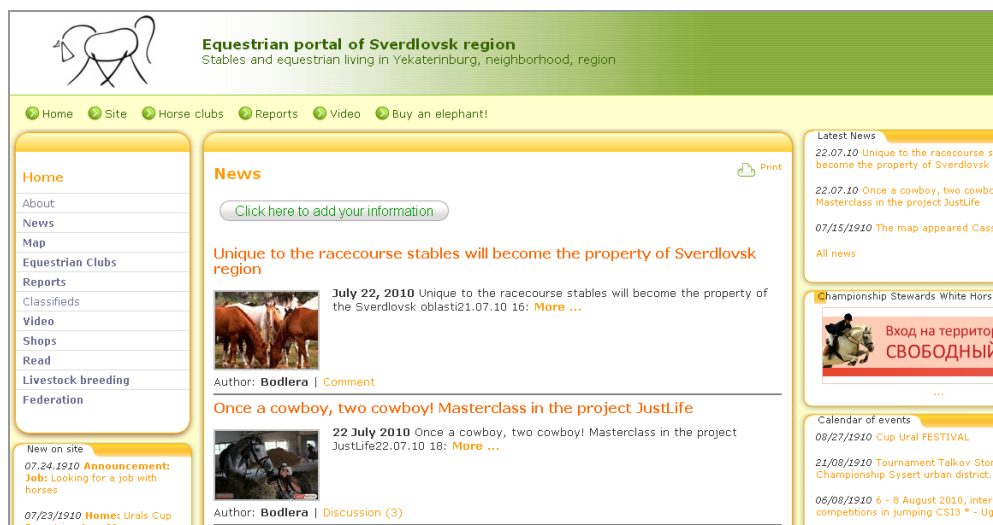 Equestrian portal of Sverdlovsk region
Stables and equestrian living in Yekaterinburg, neighborhood, region
Home
Site
Horse clubs
Reports
Video
Buy an elephant!
Home
About
News
Map
Equestrian Clubs
Reports
Classifieds
Video
Shops
Read
Livestock breeding
Federation
New on site
07.24.1910 Announcement:
Job: Looking for a job with
horses
07/23/1910 Home: Urals Cup
News
Print
Click here to add your information
Unique to the racecourse stables will become the property of Sverdlovsk
region
July 22, 2010 Unique to the racecourse stables will become the property of
the Sverdlovsk oblasti21.07.10 16: More ...
Author: Bodlera | Comment
Once a cowboy, two cowboy! Masterclass in the project JustLife
22 July 2010 Once a cowboy, two cowboy! Masterclass in the project
JustLife22.07.10 18: More ...
Author: Bodlera | Discussion (3)
Latest News
22.07.10 Unique to the racecourse s
become the property of Sverdlovsk
22.07.10 Once a cowboy, two cowbo
Masterclass in the project JustLife
07/15/1910 The map appeared Cass
All news
Championship Stewards White Hors
Вход на территор
СВОБОДНЫЙ
...
Calendar of events
08/27/1910 Cup Ural FESTIVAL
21/08/1910 Tournament Talkov Stor
Championship Sysert urban district.
06/08/1910 6 - 8 August 2010, inter
competitions in jumping CSI3 * - Ug